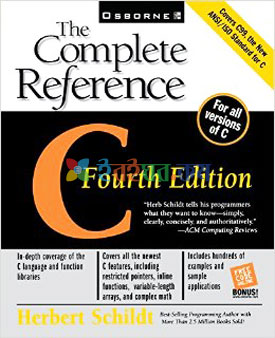 OSBORNE
Covers C99, the New
ANSI/ISO Standard for C
The
Complete
Reference
For all
versions
of C
C
Fourth Edition
"Herb Schildt tells his programmers
what they want to know—simply,
clearly, concisely, and authoritatively."
—ACM Computing Reviews
In-depth coverage of the
C language and function
libraries
Covers all the newest
C features, including
restricted pointers, inline
functions, variable-length
arrays, and complex math
Includes hundreds of
examples and
sample applications
FREE
CODE
BONUS!
Herbert Schildt
Best-Selling Programming Author with
More Than 2.5 Million Books Sold!